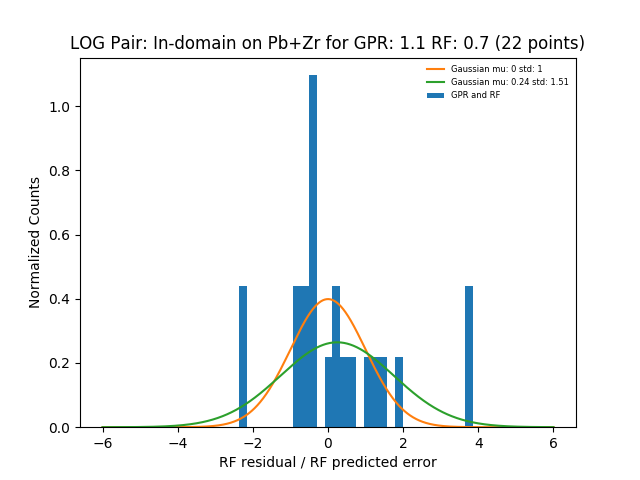 LOG Pair: In-domain on Pb+Zr for GPR: 1.1 RF: 0.7 (22 points)
Gaussian mu: 0 std: 1
Gaussian mu: 0.24 std: 1.51
GPR and RF
Normalized Counts
1.0
0.8
0.6
0.4
0.2
0.0
−6 −4 −2 0 2 4 6
RF residual / RF predicted error